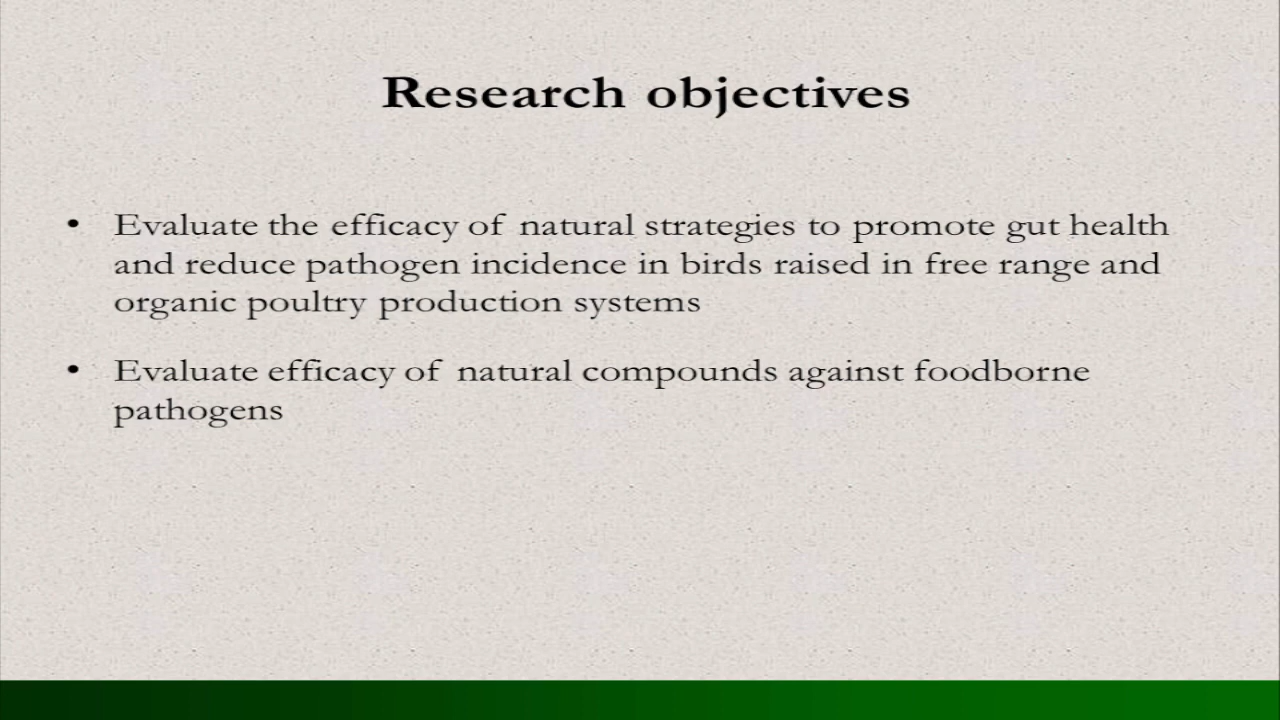 Research objectives
• Evaluate the efficacy of natural strategies to promote gut health
and reduce pathogen incidence in birds raised in free range and
organic poultry production systems
• Evaluate efficacy of natural compounds against foodborne
pathogens